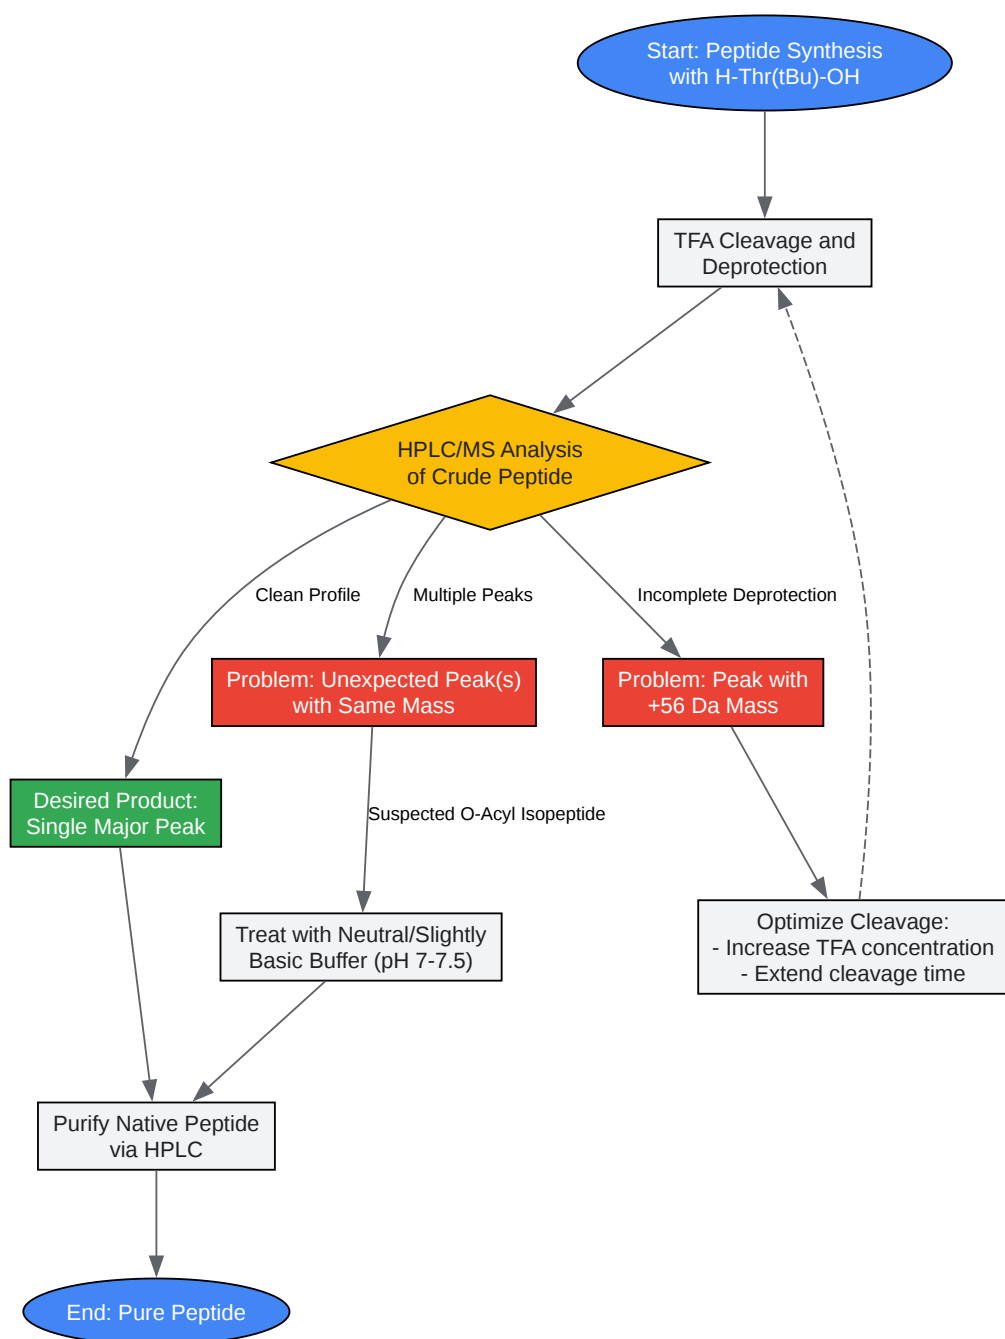 Start: Peptide Synthesis
with H-Thr(tBu)-OH
TFA Cleavage and
Deprotection
HPLC/MS Analysis
of Crude Peptide
Clean Profile
Multiple Peaks
Incomplete Deprotection
Problem: Unexpected Peak(s)
with Same Mass
Problem: Peak with
+56 Da Mass
Desired Product:
Single Major Peak
Suspected O-Acyl Isopeptide
Treat with Neutral/Slightly
Basic Buffer (pH 7-7.5)
Optimize Cleavage:
- Increase TFA concentration
- Extend cleavage time
Purify Native Peptide
via HPLC
End: Pure Peptide